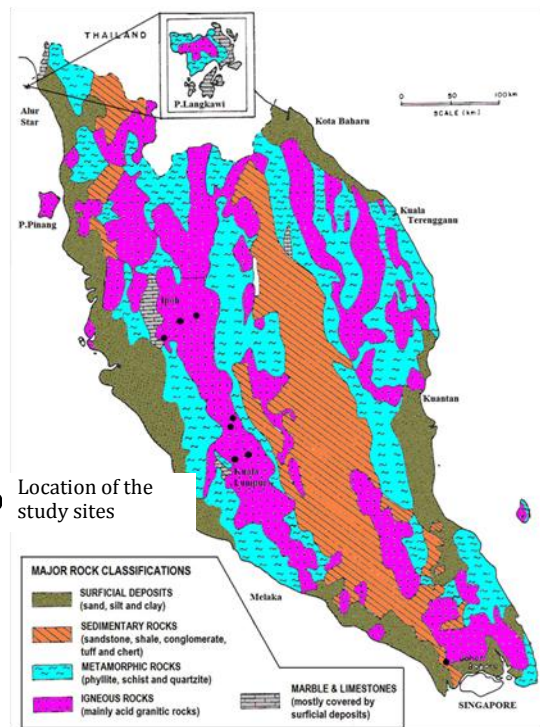 THAILAND
P.Langkawi
Alur
Star
Kota Baharu
0 50 100 km
SCALE (km)
P.Pinang
Kuala
Terengganu
Ipoh
Kuantan
Kuala
Lumpur
Location of the
study sites
Melaka
SINGAPORE
MAJOR ROCK CLASSIFICATIONS
SURFICIAL DEPOSITS
(sand, silt and clay)
SEDIMENTARY ROCKS
(sandstone, shale, conglomerate,
tuff and chert)
METAMORPHIC ROCKS
(phyllite, schist and quartzite)
IGNEOUS ROCKS
(mainly acid granitic rocks)
MARBLE & LIMESTONES
(mostly covered by
surficial deposits)